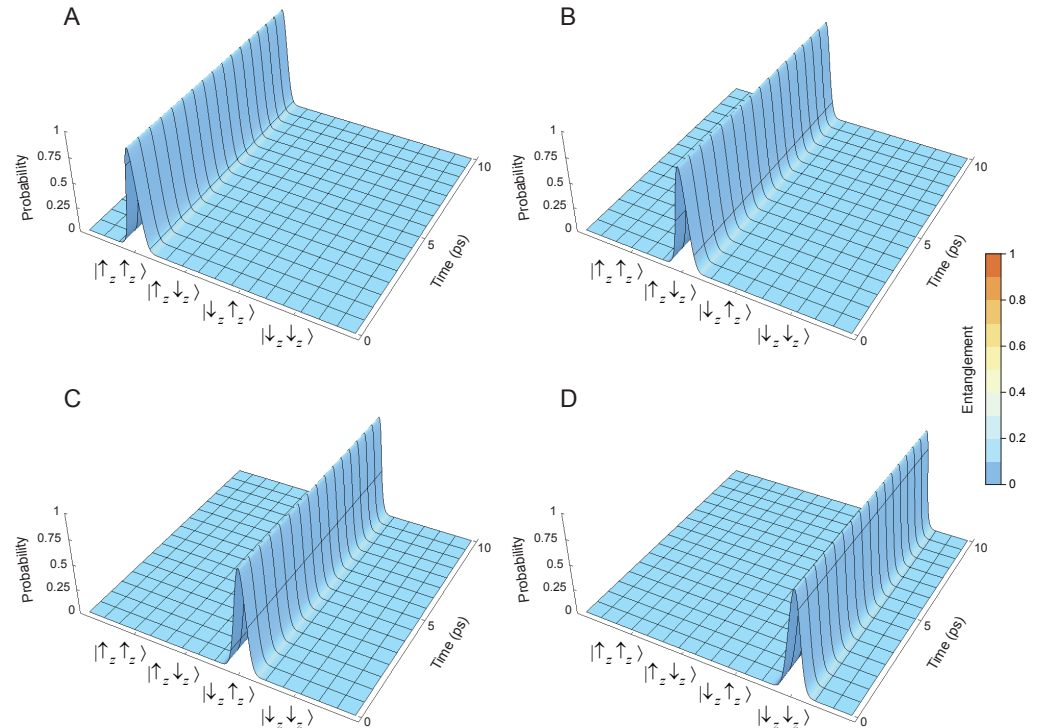 A
Probability
1
0.75
0.5
0.25
0
|↑z ↑z ⟩
|↑z ↓z ⟩
|↓z ↑z ⟩
|↓z ↓z ⟩
0
5
10
Time (ps)
B
Probability
1
0.75
0.5
0.25
0
|↑z ↑z ⟩
|↑z ↓z ⟩
|↓z ↑z ⟩
|↓z ↓z ⟩
0
5
10
Time (ps)
Entanglement
1
0.8
0.6
0.4
0.2
0
C
Probability
1
0.75
0.5
0.25
0
|↑z ↑z ⟩
|↑z ↓z ⟩
|↓z ↑z ⟩
|↓z ↓z ⟩
0
5
10
Time (ps)
D
Probability
1
0.75
0.5
0.25
0
|↑z ↑z ⟩
|↑z ↓z ⟩
|↓z ↑z ⟩
|↓z ↓z ⟩
0
5
10
Time (ps)